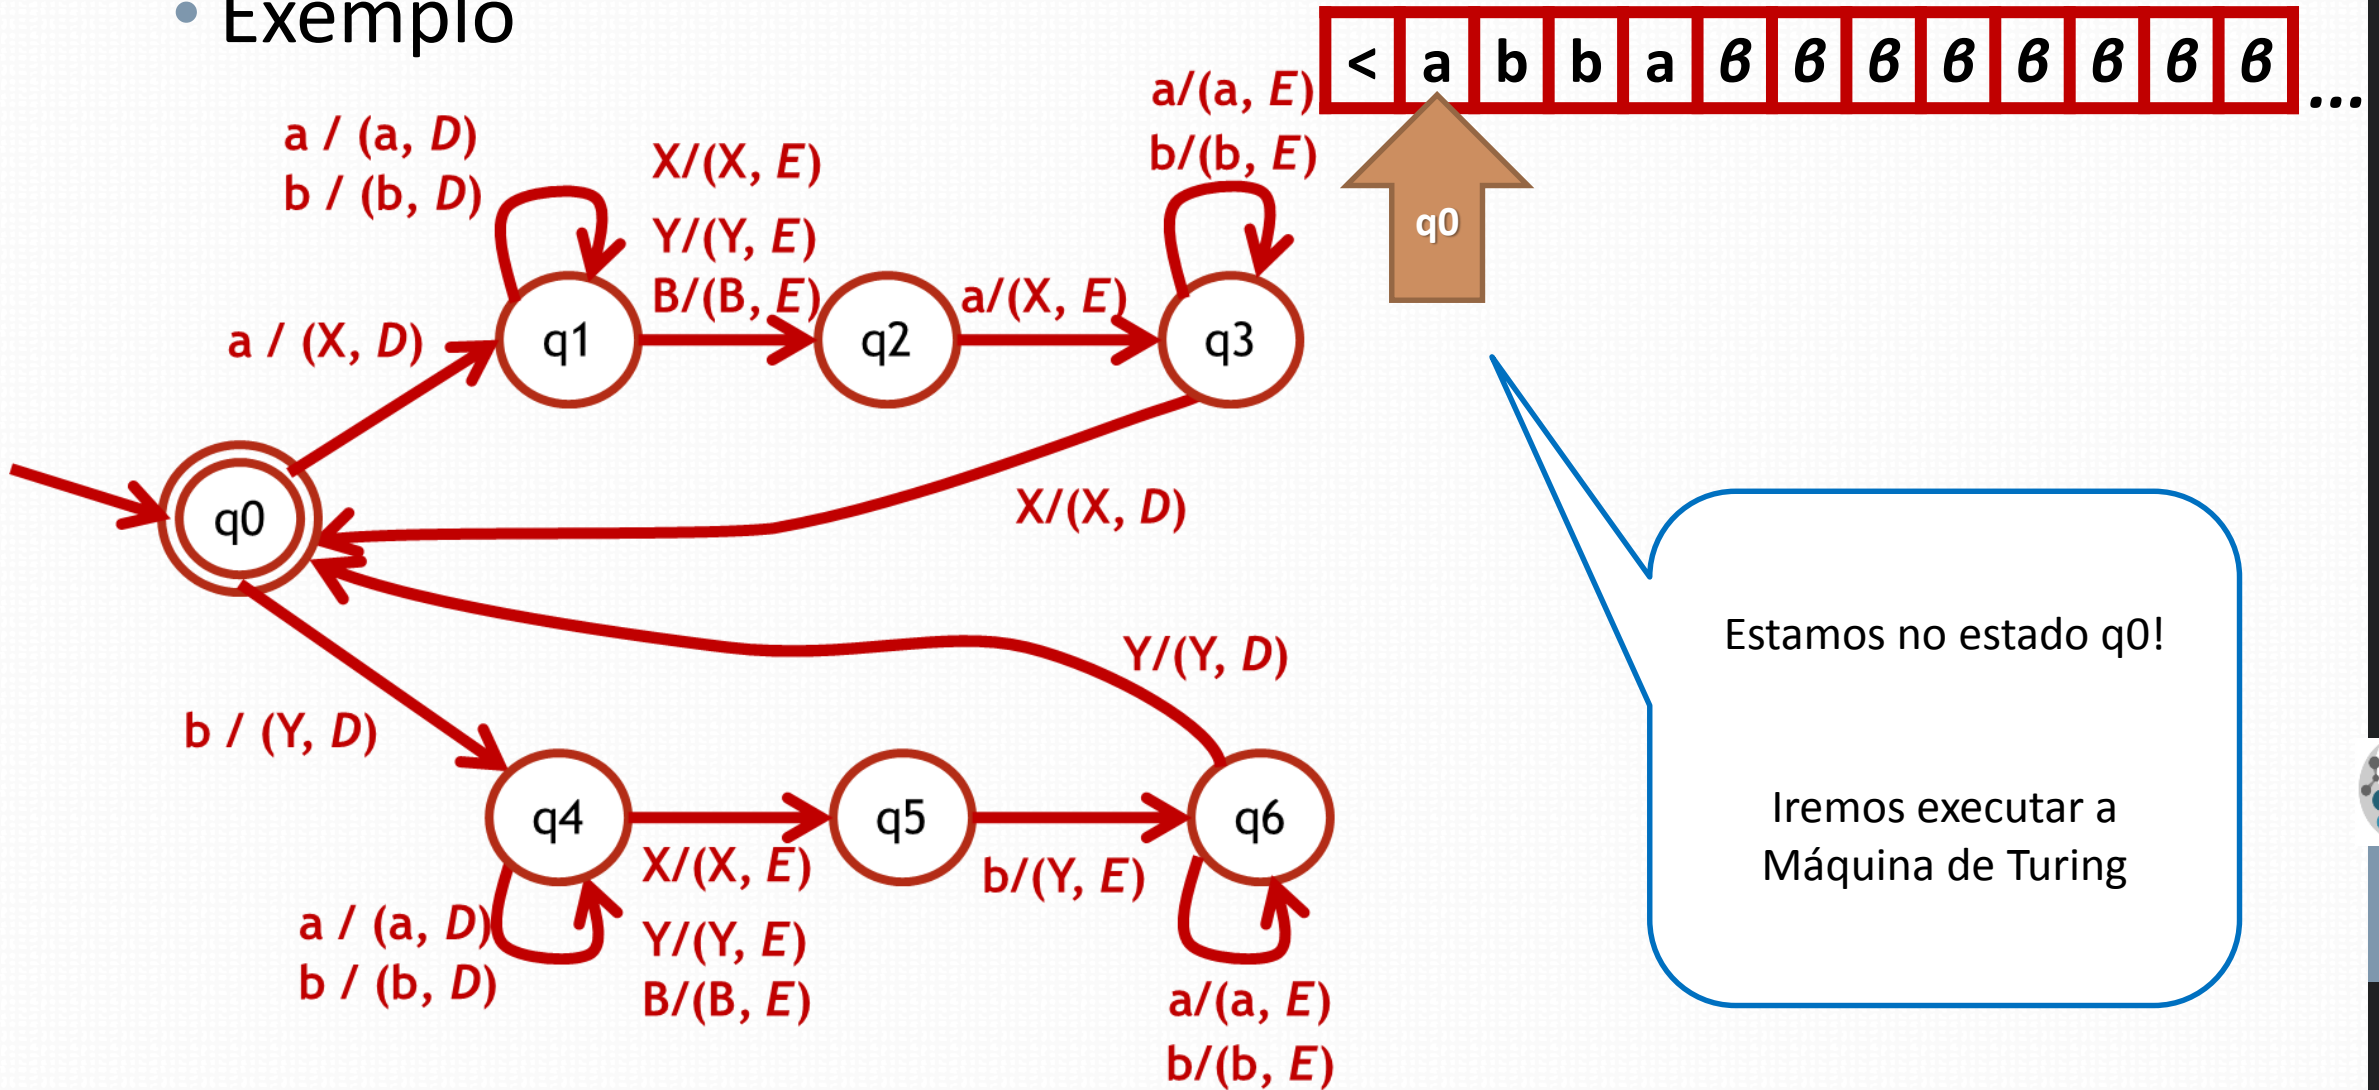 • Exemplo
< a b b a β β β β β β β β ...
q0
a/(a, E)
b/(b, E)
a / (a, D)
b / (b, D)
X/(X, E)
Y/(Y, E)
B/(B, E)
a/(X, E)
a / (X, D)
q1
q2
q3
q0
X/(X, D)
Y/(Y, D)
b / (Y, D)
q4
q5
q6
X/(X, E)
Y/(Y, E)
B/(B, E)
b/(Y, E)
a / (a, D)
b / (b, D)
a/(a, E)
b/(b, E)
Estamos no estado q0!
Iremos executar a
Máquina de Turing